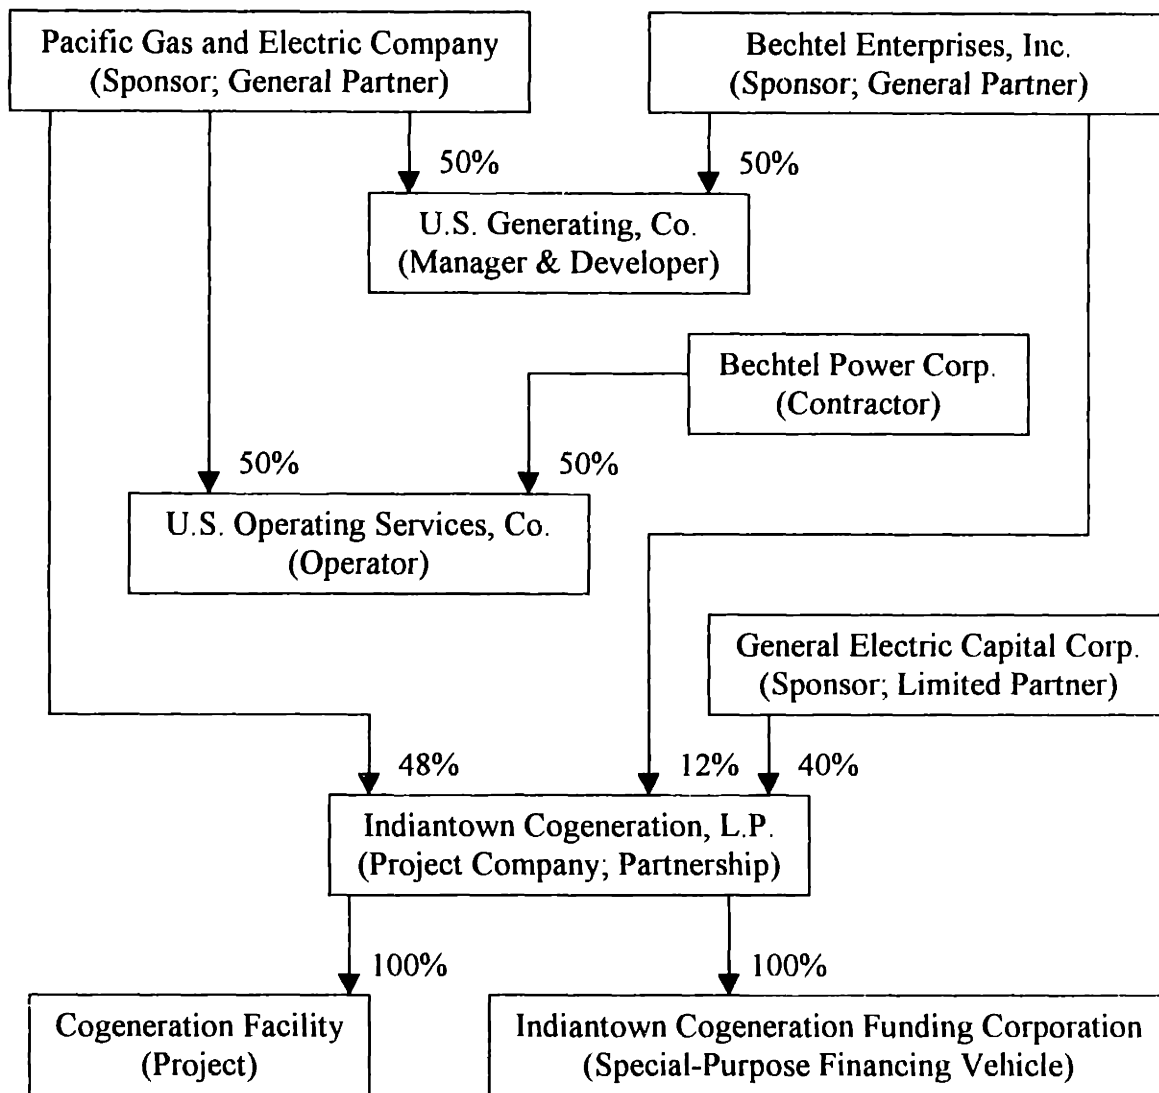 Pacific Gas and Electric Company
(Sponsor; General Partner)
Bechtel Enterprises, Inc.
(Sponsor; General Partner)
50%
50%
U.S. Generating, Co.
(Manager & Developer)
Bechtel Power Corp.
(Contractor)
50%
50%
U.S. Operating Services, Co.
(Operator)
General Electric Capital Corp.
(Sponsor; Limited Partner)
48%
12%
40%
Indiantown Cogeneration, L.P.
(Project Company; Partnership)
100%
100%
Cogeneration Facility
(Project)
Indiantown Cogeneration Funding Corporation
(Special-Purpose Financing Vehicle)